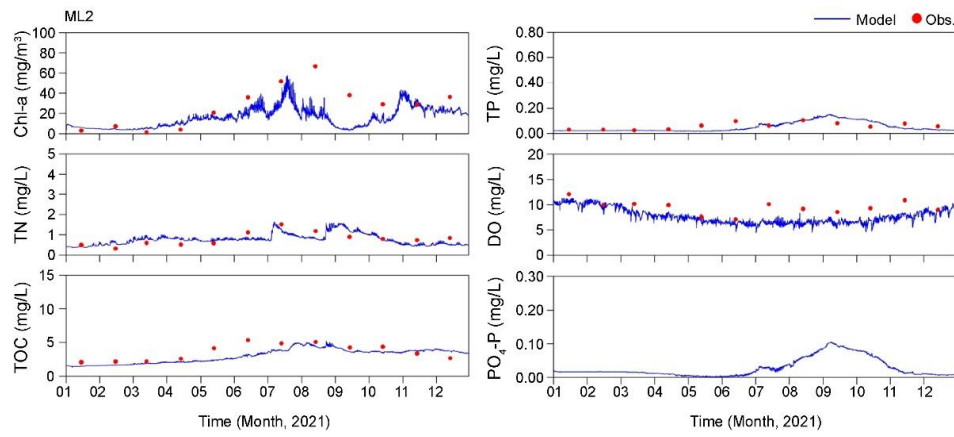 ML2
Model
Obs.
Chl-a (mg/m³)
100
80
60
40
20
0
TN (mg/L)
5
4
3
2
1
0
TOC (mg/L)
15
10
5
0
01 02 03 04 05 06 07 08 09 10 11 12
Time (Month, 2021)
TP (mg/L)
0.80
0.60
0.40
0.20
0.00
DO (mg/L)
20
15
10
5
0
PO₄-P (mg/L)
0.30
0.20
0.10
0.00
01 02 03 04 05 06 07 08 09 10 11 12
Time (Month, 2021)